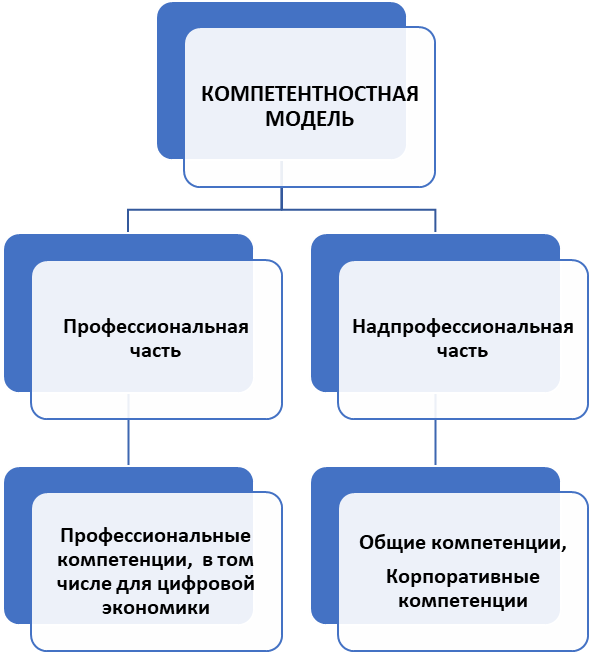 КОМПЕТЕНТНОСТНАЯ
МОДЕЛЬ
Профессиональная
часть
Надпрофессиональная
часть
Профессиональные
компетенции, в том
числе для цифровой
экономики
Общие компетенции,
Корпоративные
компетенции